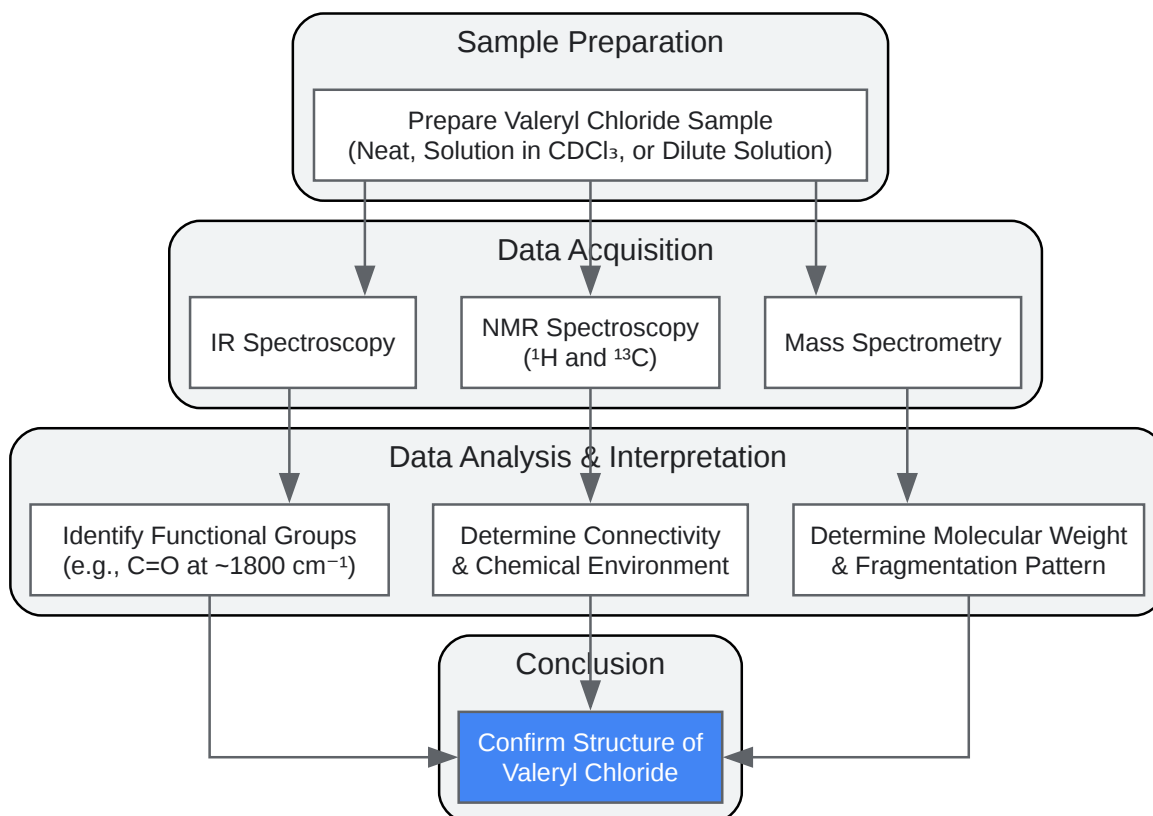 Sample Preparation
Prepare Valeryl Chloride Sample
(Neat, Solution in CDCl₃, or Dilute Solution)
Data Acquisition
IR Spectroscopy
NMR Spectroscopy
(¹H and ¹³C)
Mass Spectrometry
Data Analysis & Interpretation
Identify Functional Groups
(e.g., C=O at ~1800 cm⁻¹)
Determine Connectivity
& Chemical Environment
Determine Molecular Weight
& Fragmentation Pattern
Conclusion
Confirm Structure of
Valeryl Chloride